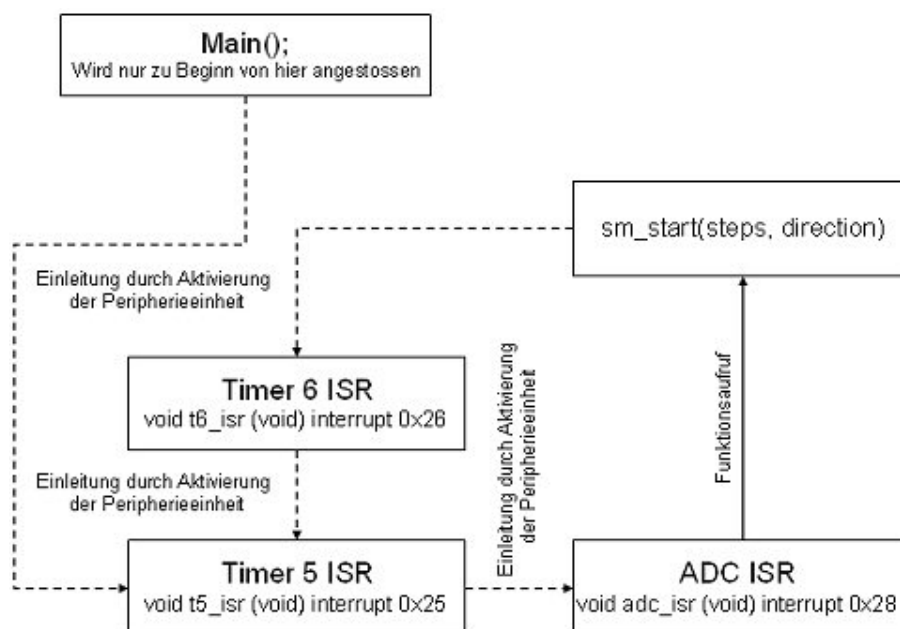 Main();
Wird nur zu Beginn von hier angestossen
sm_start(steps, direction)
Einleitung durch Aktivierung
der Peripherieeinheit
Timer 6 ISR
void t6_isr (void) interrupt 0x26
Einleitung durch Aktivierung
der Peripherieeinheit
Funktionsaufruf
Einleitung durch Aktivierung
der Peripherieeinheit
Timer 5 ISR
void t5_isr (void) interrupt 0x25
ADC ISR
void adc_isr (void) interrupt 0x28